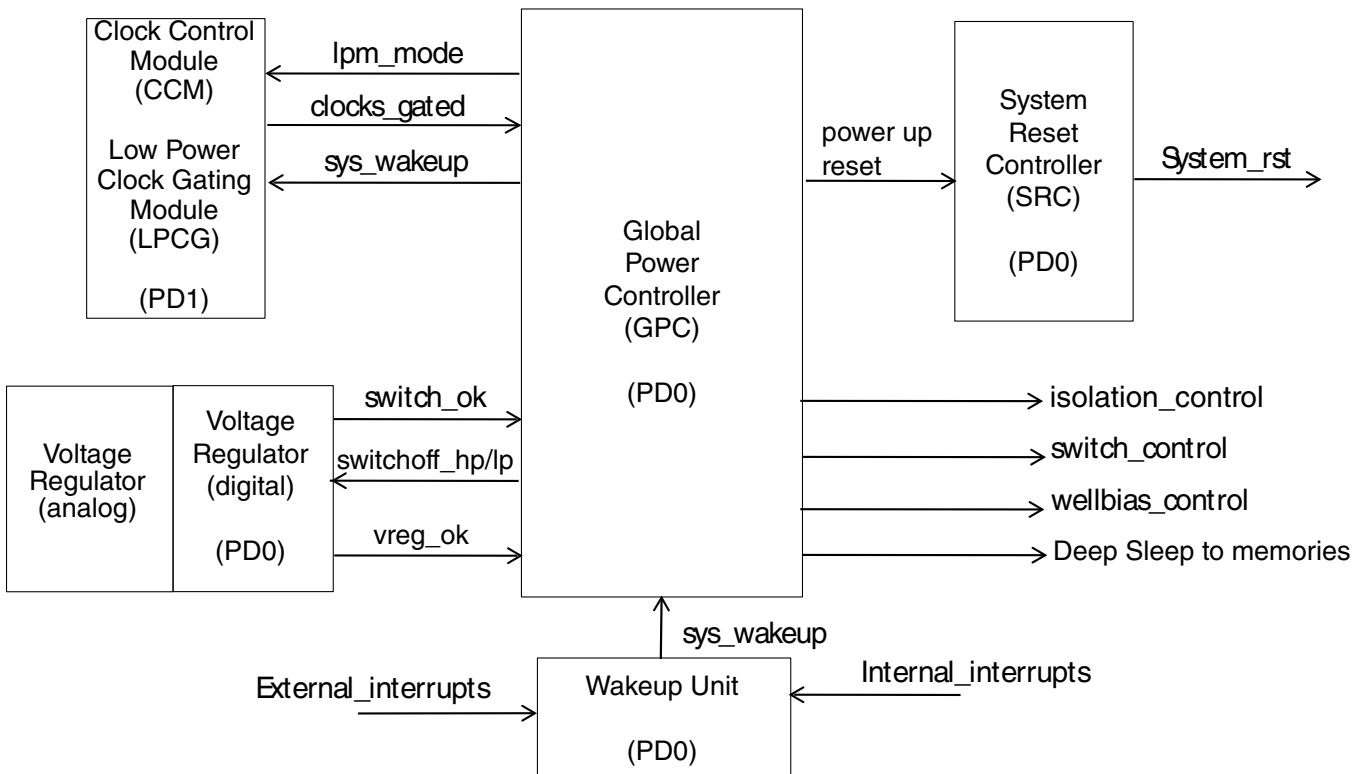 Clock Control
Module
(CCM)
Low Power
Clock Gating
Module
(LPCG)
(PD1)
lpm_mode
clocks_gated
sys_wakeup
Global
Power
Controller
(GPC)
(PD0)
power up
reset
System
Reset
Controller
(SRC)
(PD0)
System_rst
Voltage
Regulator
(analog)
Voltage
Regulator
(digital)
(PD0)
switch_ok
switchoff_hp/lp
vreg_ok
isolation_control
switch_control
wellbias_control
Deep Sleep to memories
sys_wakeup
External_interrupts
Wakeup Unit
(PD0)
Internal_interrupts